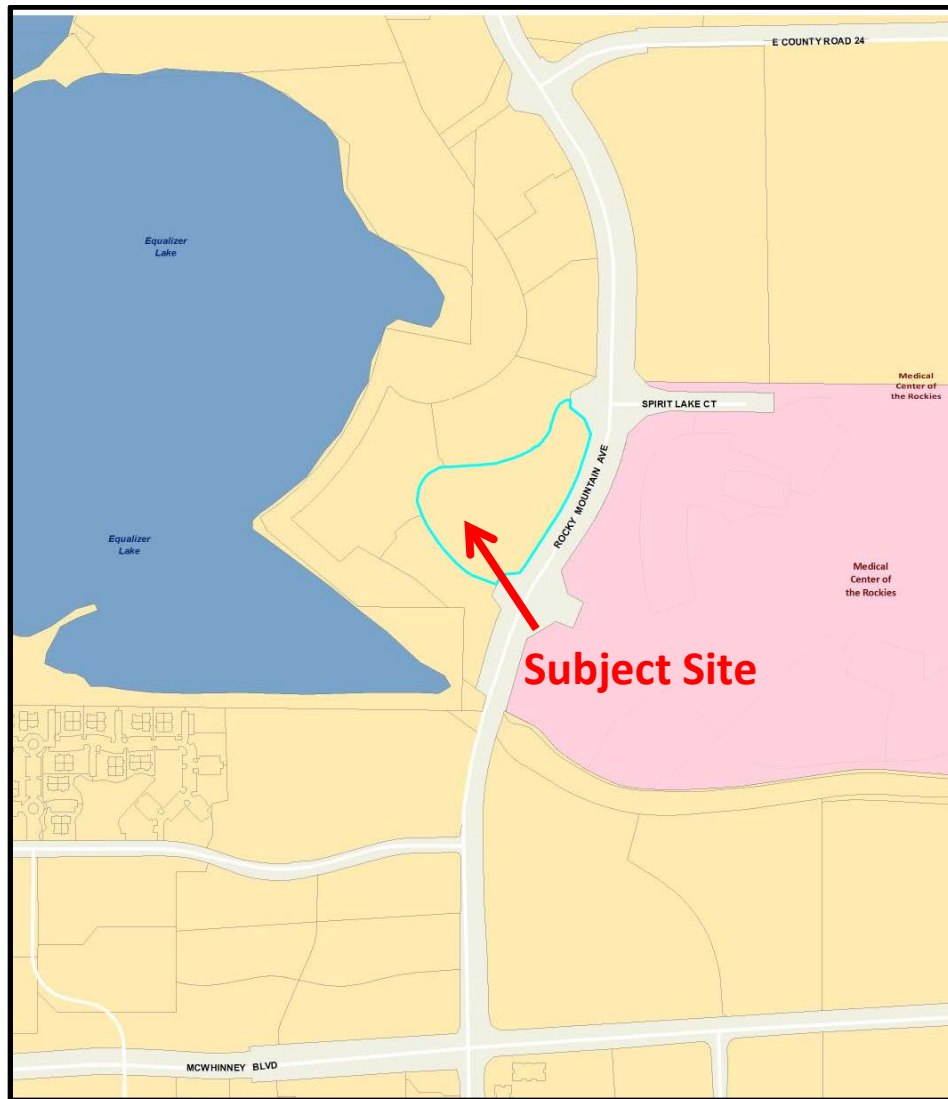 E COUNTY ROAD 24
Equalizer
Lake
Medical
Center of
the Rockies
SPIRIT LAKE CT
ROCKY MOUNTAIN AVE
Equalizer
Lake
Medical
Center of
the Rockies
Subject Site
MCWHINNEY BLVD